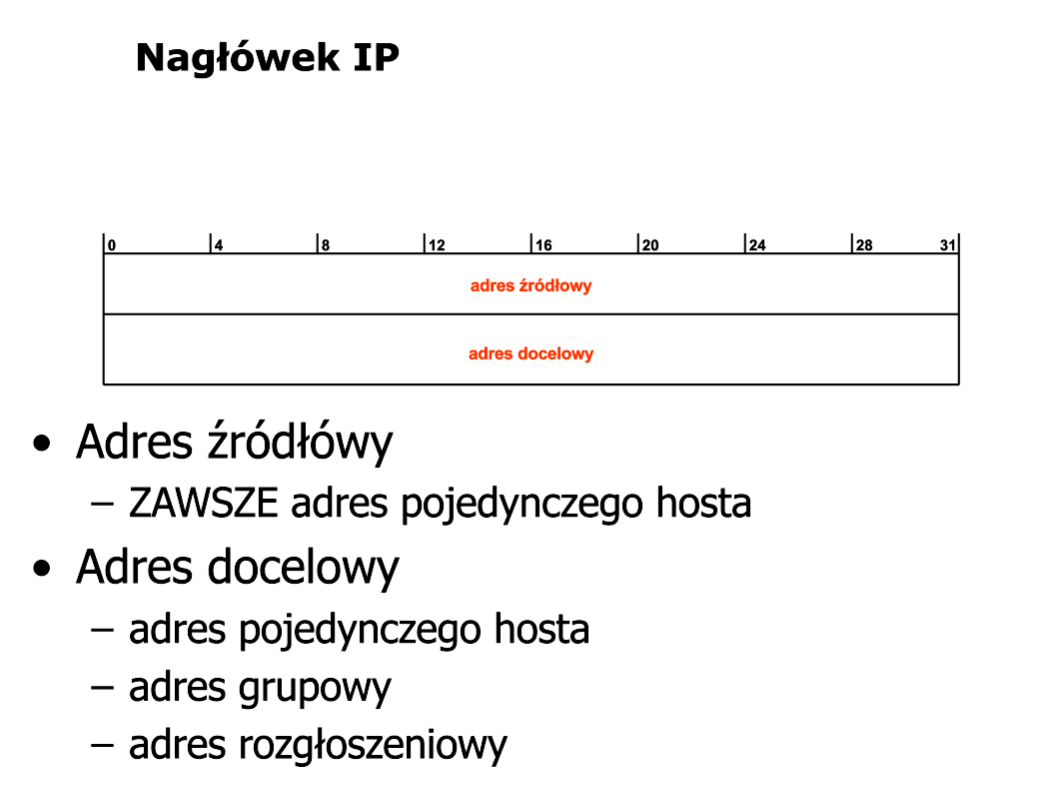 Nagłówek IP
0 4 8 12 16 20 24 28 31
adres źródłowy
adres docelowy
• Adres źródłówy
– ZAWSZE adres pojedynczego hosta
• Adres docelowy
– adres pojedynczego hosta
– adres grupowy
– adres rozgłoszeniowy